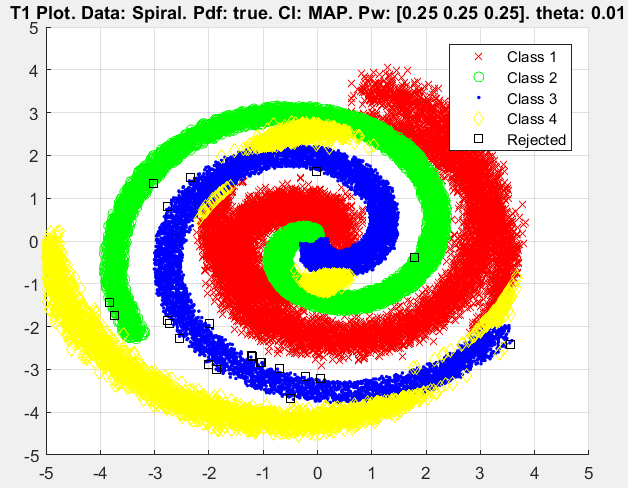 T1 Plot. Data: Spiral. Pdf: true. Cl: MAP. Pw: [0.25 0.25 0.25]. theta: 0.01
5
4
3
2
1
0
-1
-2
-3
-4
-5
Class 1
Class 2
Class 3
Class 4
Rejected
-5 -4 -3 -2 -1 0 1 2 3 4 5